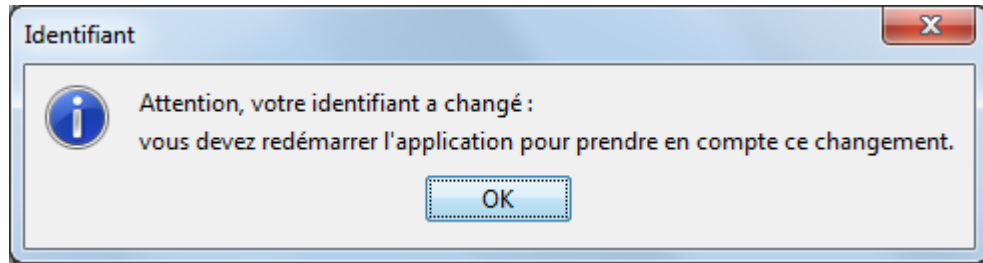 Identifiant
Attention, votre identifiant a changé :
vous devez redémarrer l'application pour prendre en compte ce changement.
OK